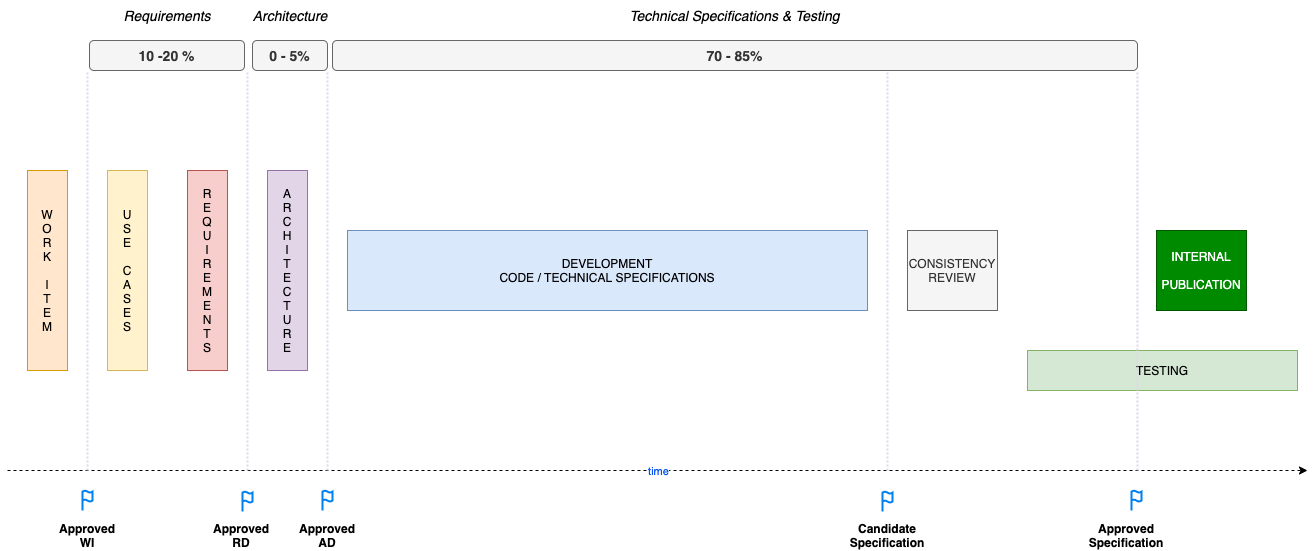 Requirements
Architecture
Technical Specifications & Testing
10 -20 %
0 - 5%
70 - 85%
WORK ITEM
USE CASES
REQUIREMENTS
ARCHITECTURE
DEVELOPMENT
CODE / TECHNICAL SPECIFICATIONS
CONSISTENCY
REVIEW
INTERNAL
PUBLICATION
TESTING
time
Approved
WI
Approved
RD
Approved
AD
Candidate
Specification
Approved
Specification